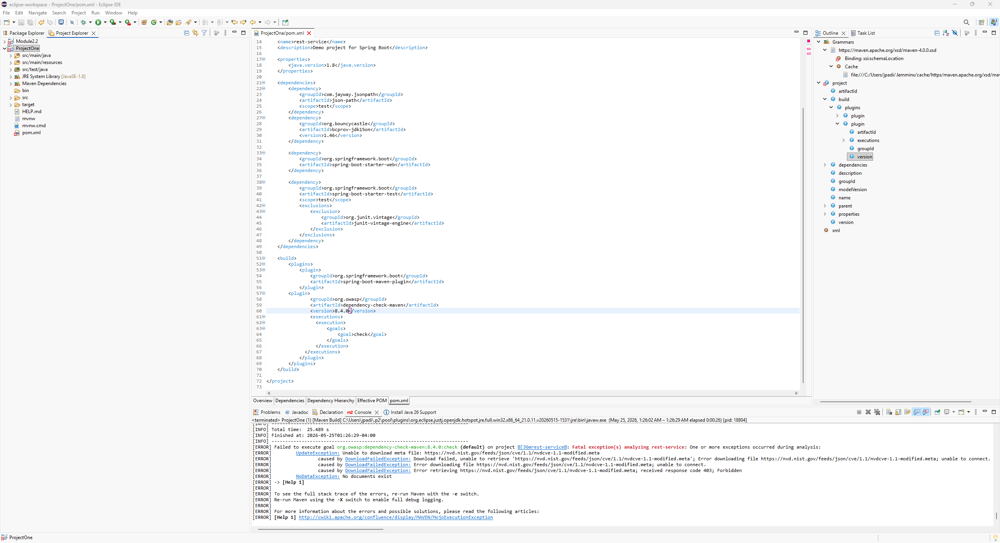 eclipse-workspace - ProjectOne/pom.xml - Eclipse IDE
File Edit Navigate Search Project Run Window Help
Package Explorer Project Explorer
Module2.2
ProjectOne
src/main/java
src/main/resources
src/test/java
JRE System Library [JavaSE-1.8]
Maven Dependencies
bin
src
target
HELP.md
mvnw
mvnw.cmd
pom.xml
ProjectOne/pom.xml
14 <name>rest-service</name>
15 <description>Demo project for Spring Boot</description>
16
17 <properties>
18 <java.version>1.8</java.version>
19 </properties>
20
21 <dependencies>
22 <dependency>
23 <groupId>com.jayway.jsonpath</groupId>
24 <artifactId>json-path</artifactId>
25 <scope>test</scope>
26 </dependency>
27 <dependency>
28 <groupId>org.bouncycastle</groupId>
29 <artifactId>bcprov-jdk15on</artifactId>
30 <version>1.46</version>
31 </dependency>
32
33 <dependency>
34 <groupId>org.springframework.boot</groupId>
35 <artifactId>spring-boot-starter-web</artifactId>
36 </dependency>
37
38 <dependency>
39 <groupId>org.springframework.boot</groupId>
40 <artifactId>spring-boot-starter-test</artifactId>
41 <scope>test</scope>
42 <exclusions>
43 <exclusion>
44 <groupId>org.junit.vintage</groupId>
45 <artifactId>junit-vintage-engine</artifactId>
46 </exclusion>
47 </exclusions>
48 </dependency>
49 </dependencies>
50
51 <build>
52 <plugins>
53 <plugin>
54 <groupId>org.springframework.boot</groupId>
55 <artifactId>spring-boot-maven-plugin</artifactId>
56 </plugin>
57 <plugin>
58 <groupId>org.owasp</groupId>
59 <artifactId>dependency-check-maven</artifactId>
60 <version>8.4.0</version>
61 <executions>
62 <execution>
63 <goals>
64 <goal>check</goal>
65 </goals>
66 </execution>
67 </executions>
68 </plugin>
69 </plugins>
70 </build>
71
72 </project>
73
Overview Dependencies Dependency Hierarchy Effective POM pom.xml
Outline Task List
Grammars
https://maven.apache.org/xsd/maven-4.0.0.xsd
Binding: xsi:schemaLocation
Cache
file:///C:/Users/jpadi/.lemminx/cache/https/maven.apache.org/xsd/mav
project
artifactId
build
plugins
plugin
plugin
artifactId
executions
groupId
version
dependencies
description
groupId
modelVersion
name
parent
properties
version
xml
Problems @ Javadoc Declaration m2 Console Install Java 26 Support
<terminated> ProjectOne (1) [Maven Build] C:\Users\jpadi\.p2\pool\plugins\org.eclipse.justj.openjdk.hotspot.jre.full.win32.x86_64_21.0.11.v20260515-1531\jre\bin\javaw.exe (May 25, 2026, 1:26:02 AM – 1:26:29 AM elapsed 0:00:26) [pid: 18804]
[INFO] ------------------------------------------------------------------------
[INFO] Total time:  25.489 s
[INFO] Finished at: 2026-05-25T01:26:29-04:00
[INFO] ------------------------------------------------------------------------
[ERROR] Failed to execute goal org.owasp:dependency-check-maven:8.4.0:check (default) on project [36mrest-service: Fatal exception(s) analyzing rest-service: One or more exceptions occurred during analysis:
[ERROR] UpdateException: Unable to download meta file: https://nvd.nist.gov/feeds/json/cve/1.1/nvdcve-1.1-modified.meta
[ERROR] caused by DownloadFailedException: Download failed, unable to retrieve 'https://nvd.nist.gov/feeds/json/cve/1.1/nvdcve-1.1-modified.meta'; Error downloading file https://nvd.nist.gov/feeds/json/cve/1.1/nvdcve-1.1-modified.meta; unable to connect.
[ERROR] caused by DownloadFailedException: Error downloading file https://nvd.nist.gov/feeds/json/cve/1.1/nvdcve-1.1-modified.meta; unable to connect.
[ERROR] caused by DownloadFailedException: Error retrieving https://nvd.nist.gov/feeds/json/cve/1.1/nvdcve-1.1-modified.meta; received response code 403; Forbidden
[ERROR] NoDataException: No documents exist
[ERROR] -> [Help 1]
[ERROR]
[ERROR] To see the full stack trace of the errors, re-run Maven with the -e switch.
[ERROR] Re-run Maven using the -X switch to enable full debug logging.
[ERROR]
[ERROR] For more information about the errors and possible solutions, please read the following articles:
[ERROR] [Help 1] http://cwiki.apache.org/confluence/display/MAVEN/MojoExecutionException
ProjectOne